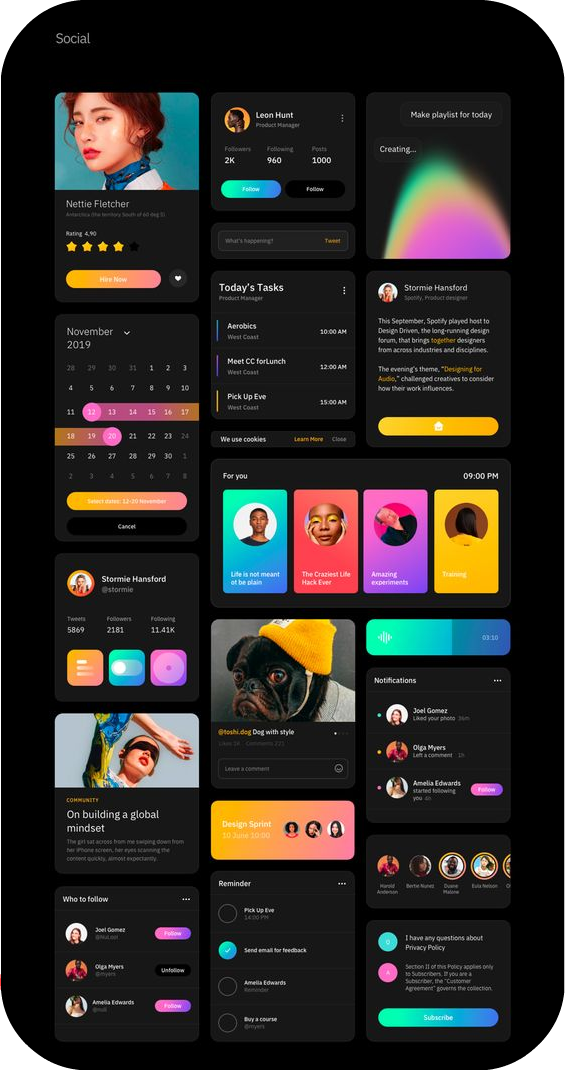 Social
Nettie Fletcher
Antarctica (the territory South of 60 deg S)
Rating 4,90
Hire Now
November
2019
28 29 30 31 1 2 3
4 5 6 7 8 9 10
11 12 13 14 15 16 17
18 19 20 21 22 23 24
25 26 27 28 29 30 1
2 3 4 5 6 7 8
Select dates: 12-20 November
Cancel
Stormie Hansford
@stormie
Tweets Followers Following
5869 2181 11.41K
COMMUNITY
On building a global
mindset
The girl sat across from me swiping down from
her iPhone screen, her eyes scanning the
content quickly, almost expectantly.
Who to follow
Joel Gomez
Follow
Olga Myers
@myers
Unfollow
Amelia Edwards
@null
Follow
Leon Hunt
Product Manager
Followers Following Posts
2K 960 1000
Follow Follow
What's happening? Tweet
Today's Tasks
Product Manager
Aerobics
West Coast
10:00 AM
Meet CC forLunch
West Coast
12:00 AM
Pick Up Eve
West Coast
15:00 AM
We use cookies Learn More Close
Make playlist for today
Creating...
Stormie Hansford
Spotify, Product designer
This September, Spotify played host to
Design Driven, the long-running design
forum, that brings together designers
from across industries and disciplines.
The evening's theme, "Designing for
Audio," challenged creatives to consider
how their work influences.
For you 09:00 PM
Life is not meant
ot be plain
The Craziest Life
Hack Ever
Amazing
experiments
Training
@toshi.dog Dog with style
Likes 2K Comments 221
Leave a comment
Design Sprint
10 June 10:00
Reminder
Pick Up Eve
14:00 PM
Send email for feedback
Amelia Edwards
Reminder
Buy a course
@myers
03:10
Notifications
Joel Gomez
Liked your photo 36m
Olga Myers
Left a comment 1h
Amelia Edwards
started following
you 4h
Follow
Harold
Anderson
Bertie Nunez
Duane
Malone
Eula Nelson
Q
I have any questions about
Privacy Policy
A
Section II of this Policy applies only
to Subscribers. If you are a
Subscriber, the "Customer
Agreement" governs the collection.
Subscribe